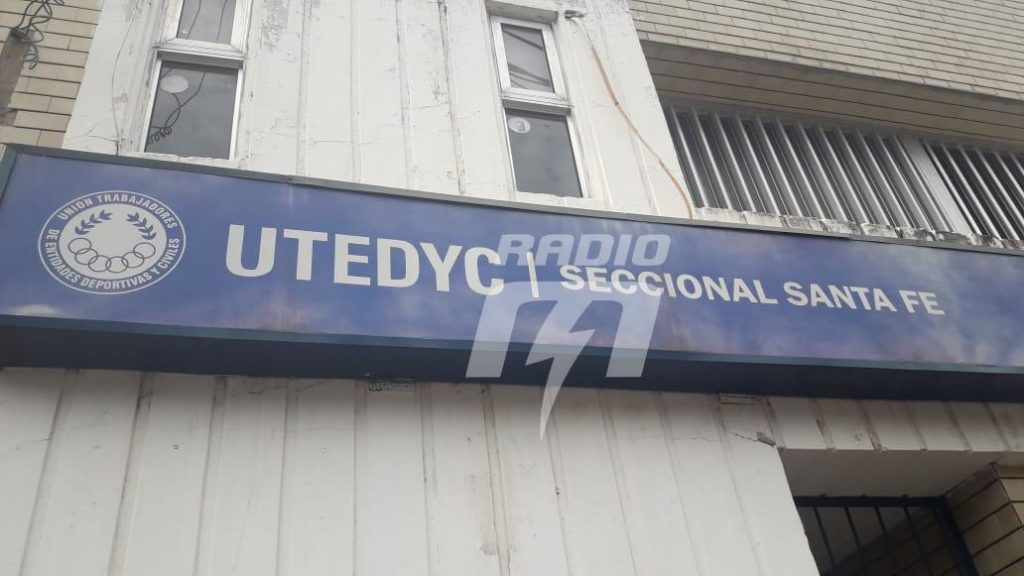 UNION TRABAJADORES
DE ENTIDADES DEPORTIVAS Y CIVILES
UTEDYC | SECCIONAL SANTA FE
RADIO
M